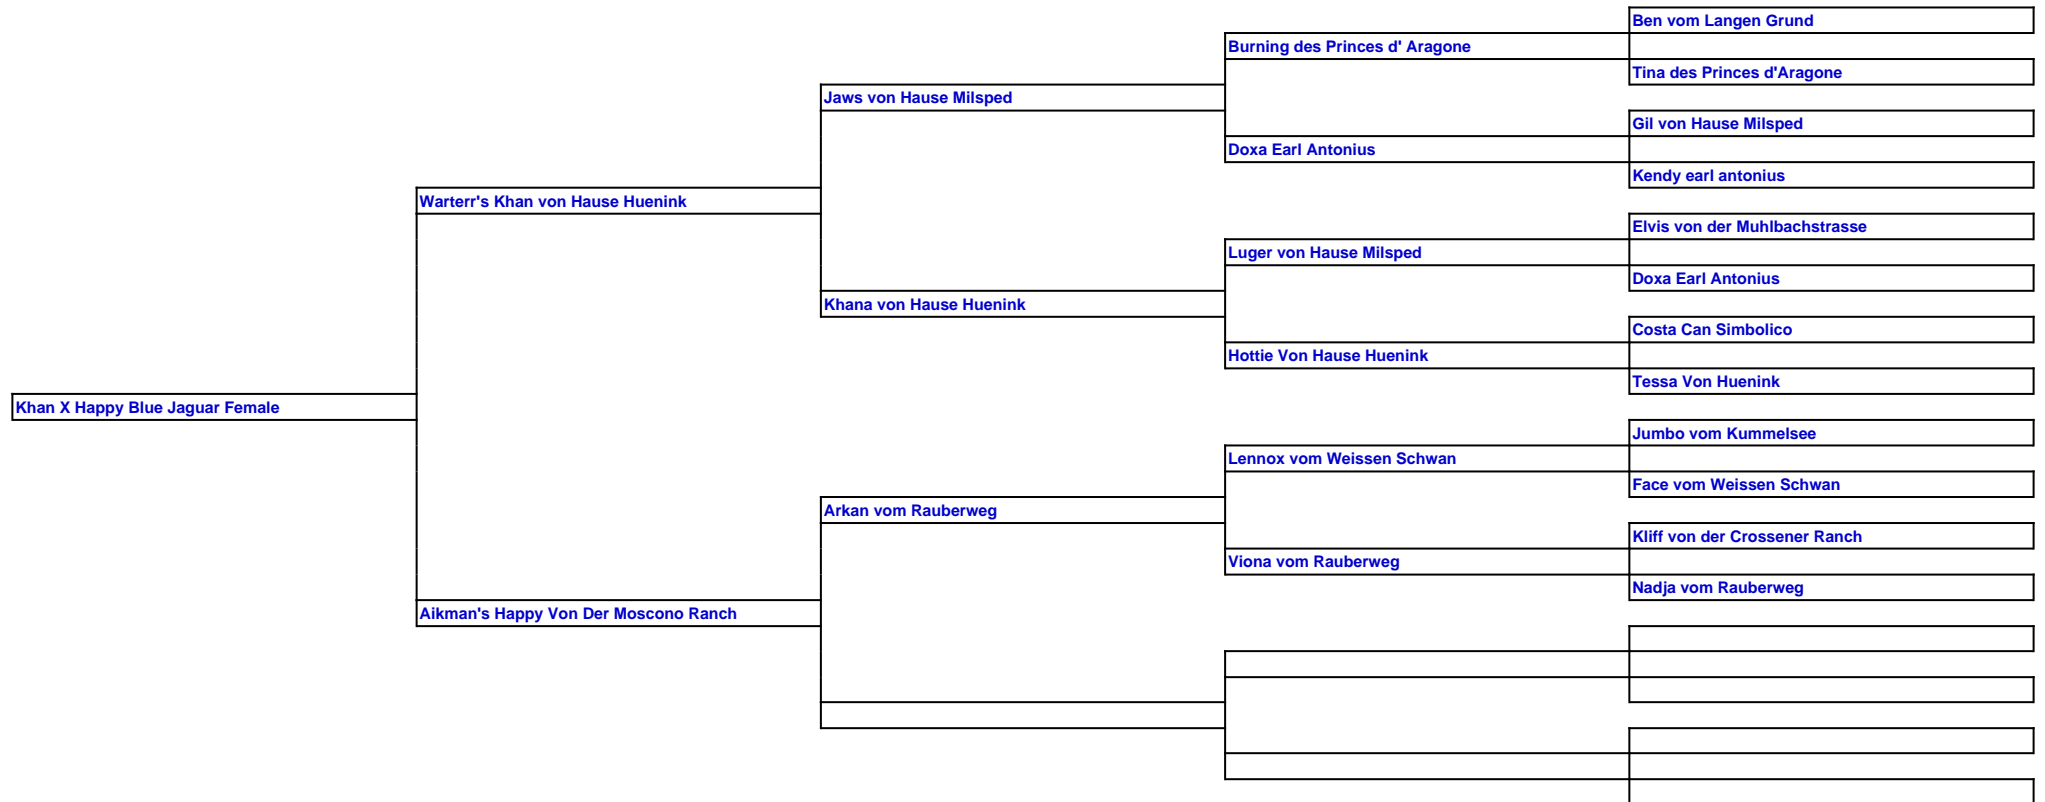 Ben vom Langen Grund
Burning des Princes d' Aragone
Tina des Princes d'Aragone
Jaws von Hause Milsped
Gil von Hause Milsped
Doxa Earl Antonius
Kendy earl antonius
Warterr's Khan von Hause Huenink
Elvis von der Muhlbachstrasse
Luger von Hause Milsped
Doxa Earl Antonius
Khana von Hause Huenink
Costa Can Simbolico
Hottie Von Hause Huenink
Tessa Von Huenink
Khan X Happy Blue Jaguar Female
Jumbo vom Kummelsee
Lennox vom Weissen Schwan
Face vom Weissen Schwan
Arkan vom Rauberweg
Kliff von der Crossener Ranch
Viona vom Rauberweg
Nadja vom Rauberweg
Aikman's Happy Von Der Moscono Ranch